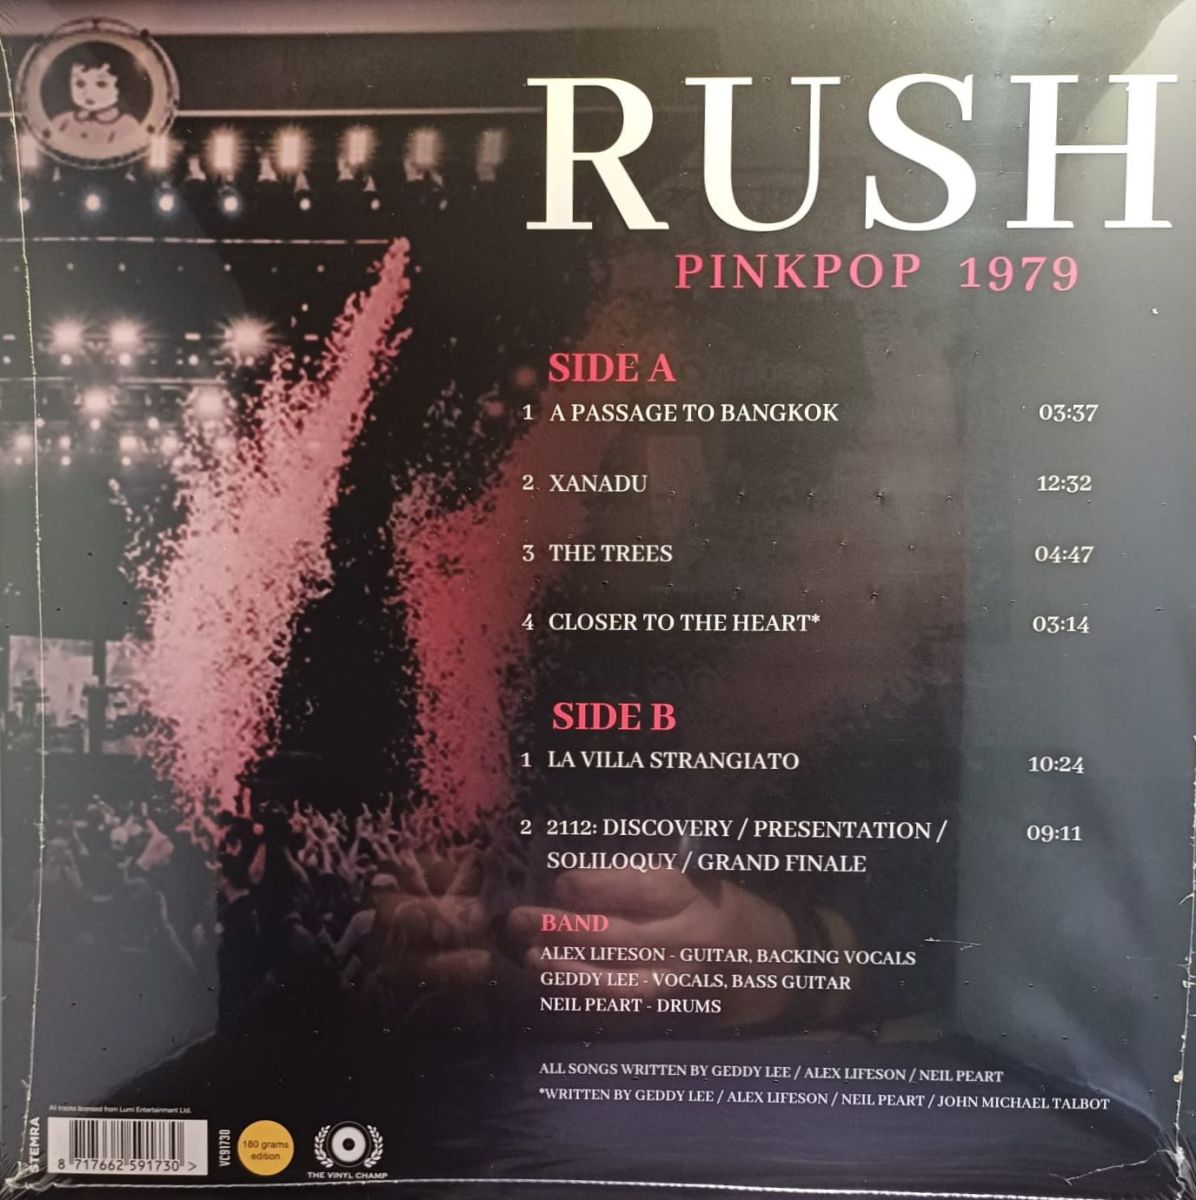 RUSH
PINKPOP 1979
SIDE A
1 A PASSAGE TO BANGKOK 03:37
2 XANADU 12:32
3 THE TREES 04:47
4 CLOSER TO THE HEART* 03:14
SIDE B
1 LA VILLA STRANGIATO 10:24
2 2112: DISCOVERY / PRESENTATION / 09:11
SOLILOQUY / GRAND FINALE
BAND
ALEX LIFESON - GUITAR, BACKING VOCALS
GEDDY LEE - VOCALS, BASS GUITAR
NEIL PEART - DRUMS
ALL SONGS WRITTEN BY GEDDY LEE / ALEX LIFESON / NEIL PEART
*WRITTEN BY GEDDY LEE / ALEX LIFESON / NEIL PEART / JOHN MICHAEL TALBOT
All tracks licensed from Lumi Entertainment Ltd.
STEMRA
8 717662 591730 >
VC91730
180 grams
edition
THE VINYL CHAMP